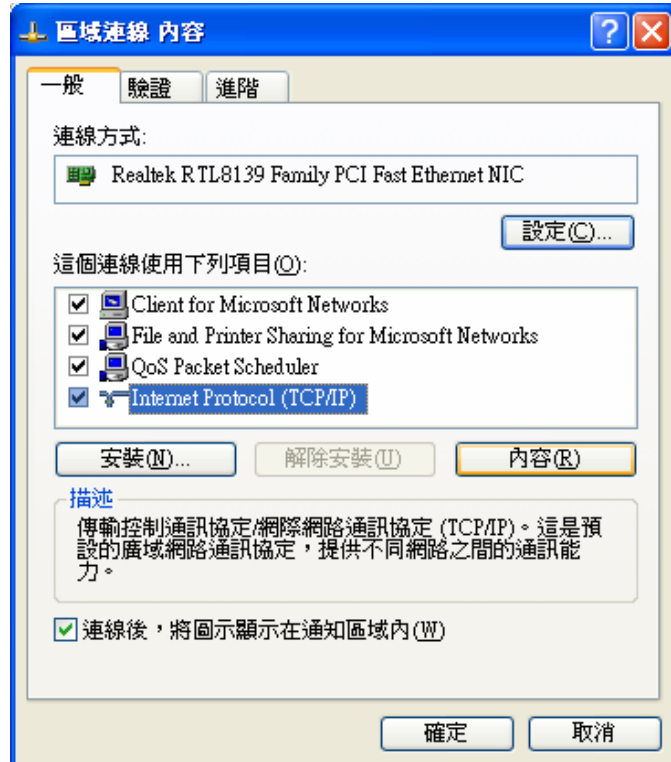 區域連線 內容
一般 驗證 進階
連線方式:
Realtek RTL8139 Family PCI Fast Ethernet NIC
設定(C)...
這個連線使用下列項目(O):
Client for Microsoft Networks
File and Printer Sharing for Microsoft Networks
QoS Packet Scheduler
Internet Protocol (TCP/IP)
安裝(N)... 解除安裝(U) 內容(R)
描述
傳輸控制通訊協定/網際網路通訊協定 (TCP/IP)。這是預
設的廣域網路通訊協定，提供不同網路之間的通訊能
力。
連線後，將圖示顯示在通知區域內(W)
確定 取消